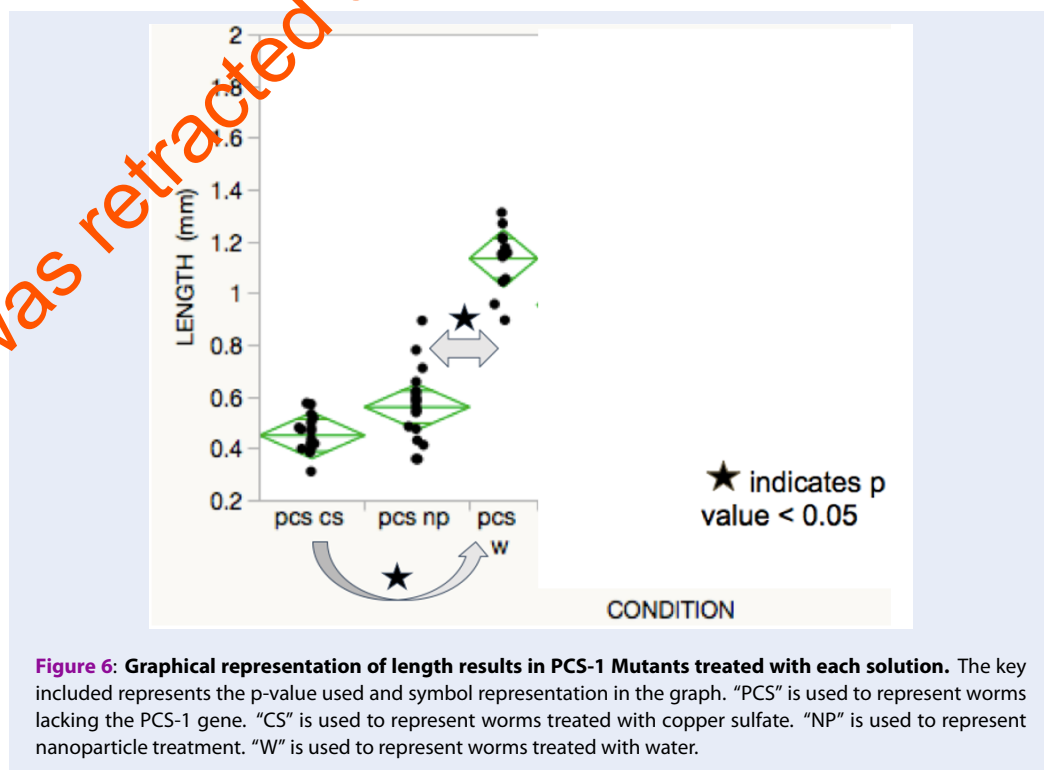 was retracted
2
1.8
1.6
1.4
1.2
1
0.8
0.6
0.4
0.2
LENGTH (mm)
pcs cs
pcs np
pcs
w
★
★
★ indicates p
value < 0.05
CONDITION
Figure 6: Graphical representation of length results in PCS-1 Mutants treated with each solution. The key
included represents the p-value used and symbol representation in the graph. “PCS” is used to represent worms
lacking the PCS-1 gene. “CS” is used to represent worms treated with copper sulfate. “NP” is used to represent
nanoparticle treatment. “W” is used to represent worms treated with water.